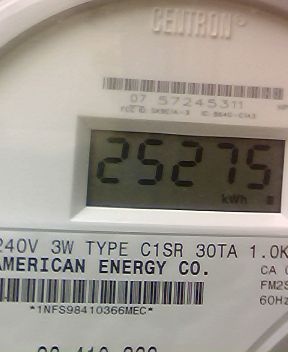 CENTRON®
07 57245311
25275
kWh
240V 3W TYPE C1SR 30TA 1.0K
AMERICAN ENERGY CO.
CA
FM2S
60Hz
*1NFS98410366MEC*